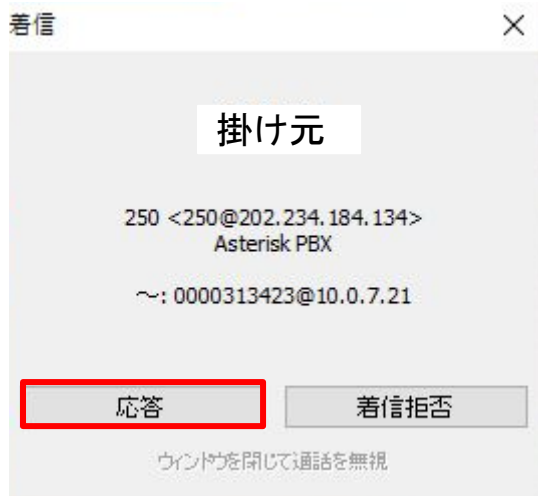 着信
掛け元
250 <250@202.234.184.134>
Asterisk PBX
～: 0000313423@10.0.7.21
応答 着信拒否
ウィンドウを閉じて通話を無視